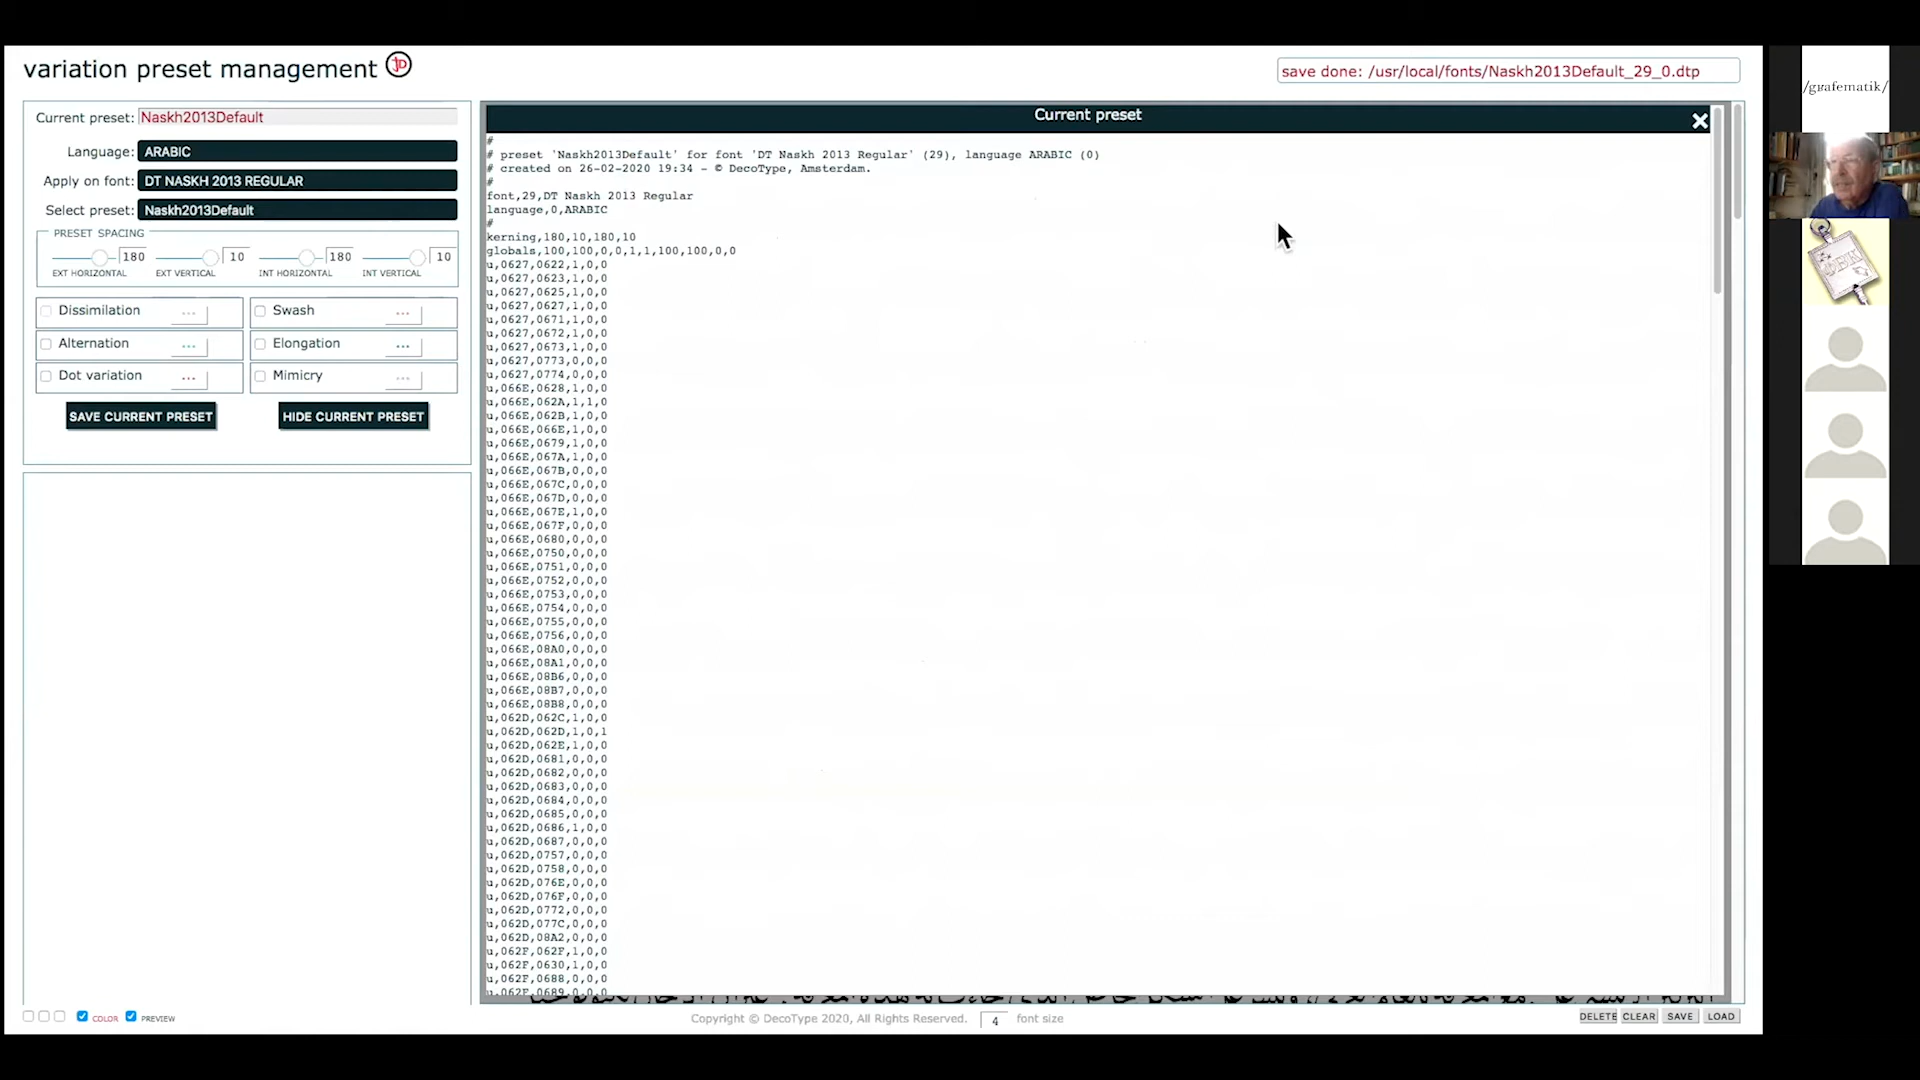 variation preset management
save done: /usr/local/fonts/Naskh2013Default_29_0.dtp
Current preset: Naskh2013Default
Language: ARABIC
Apply on font: DT NASKH 2013 REGULAR
Select preset: Naskh2013Default
PRESET SPACING
180 10 180 10
EXT HORIZONTAL EXT VERTICAL INT HORIZONTAL INT VERTICAL
Dissimilation ... Swash ...
Alternation ... Elongation ...
Dot variation ... Mimicry ...
SAVE CURRENT PRESET HIDE CURRENT PRESET
Current preset
#
# preset 'Naskh2013Default' for font 'DT Naskh 2013 Regular' (29), language ARABIC (0)
# created on 26-02-2020 19:34 - © DecoType, Amsterdam.
#
font,29,DT Naskh 2013 Regular
language,0,ARABIC
#
kerning,180,10,180,10
globals,100,100,0,0,1,1,100,100,0,0
u,0627,0622,1,0,0
u,0627,0623,1,0,0
u,0627,0625,1,0,0
u,0627,0627,1,0,0
u,0627,0671,1,0,0
u,0627,0672,1,0,0
u,0627,0673,1,0,0
u,0627,0773,0,0,0
u,0627,0774,0,0,0
u,066E,0628,1,0,0
u,066E,062A,1,1,0
u,066E,062B,1,0,0
u,066E,066E,1,0,0
u,066E,0679,1,0,0
u,066E,067A,1,0,0
u,066E,067B,0,0,0
u,066E,067C,0,0,0
u,066E,067D,0,0,0
u,066E,067E,1,0,0
u,066E,067F,0,0,0
u,066E,0680,0,0,0
u,066E,0750,0,0,0
u,066E,0751,0,0,0
u,066E,0752,0,0,0
u,066E,0753,0,0,0
u,066E,0754,0,0,0
u,066E,0755,0,0,0
u,066E,0756,0,0,0
u,066E,08A0,0,0,0
u,066E,08A1,0,0,0
u,066E,08B6,0,0,0
u,066E,08B7,0,0,0
u,066E,08B8,0,0,0
u,062D,062C,1,0,0
u,062D,062D,1,0,1
u,062D,062E,1,0,0
u,062D,0681,0,0,0
u,062D,0682,0,0,0
u,062D,0683,0,0,0
u,062D,0684,0,0,0
u,062D,0685,0,0,0
u,062D,0686,1,0,0
u,062D,0687,0,0,0
u,062D,0757,0,0,0
u,062D,0758,0,0,0
u,062D,076E,0,0,0
u,062D,076F,0,0,0
u,062D,0772,0,0,0
u,062D,077C,0,0,0
u,062D,08A2,0,0,0
u,062F,062F,1,0,0
u,062F,0630,1,0,0
u,062F,0688,0,0,0
u,062F,0689,0,0,0
COLOR PREVIEW
Copyright © DecoType 2020, All Rights Reserved. 4 font size
DELETE CLEAR SAVE LOAD
/gʁafematik/